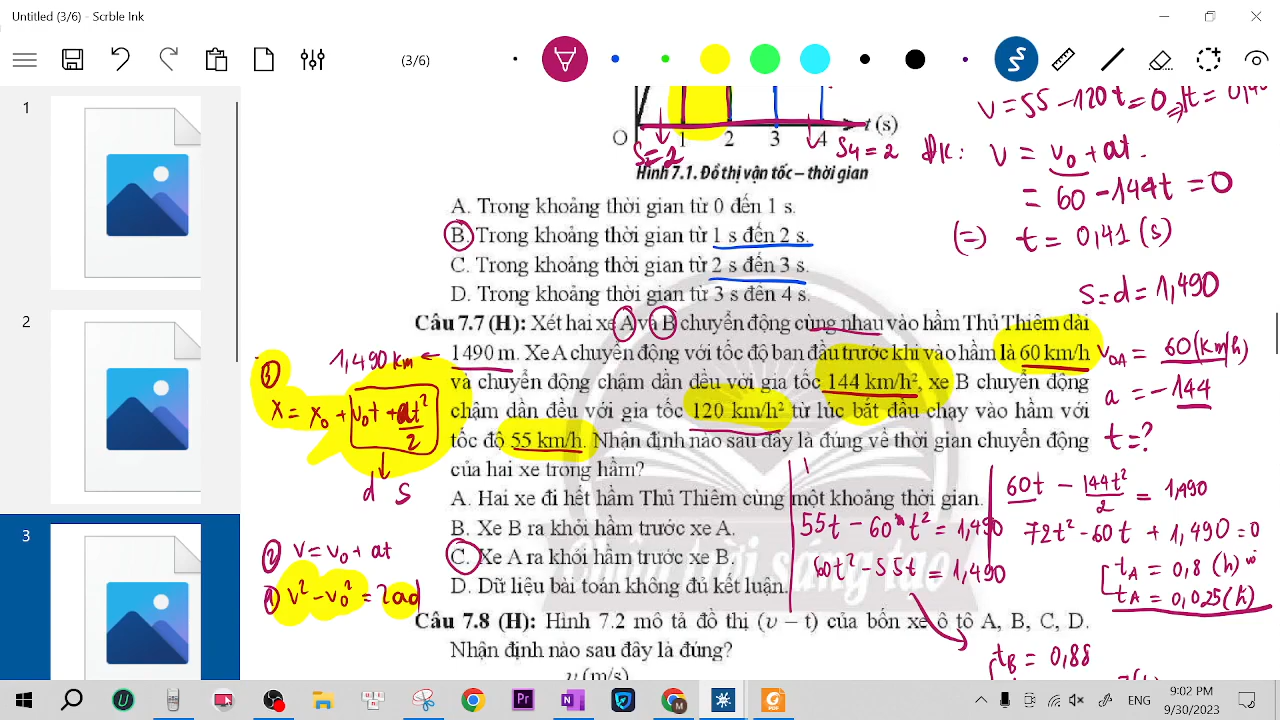 Untitled (3/6) - Scrble Ink
(3/6)
1
2
3
O 1 2 3 4 t (s)
S₁=2 S₄=2
Hình 7.1. Đồ thị vận tốc – thời gian
A. Trong khoảng thời gian từ 0 đến 1 s.
B. Trong khoảng thời gian từ 1 s đến 2 s.
C. Trong khoảng thời gian từ 2 s đến 3 s.
D. Trong khoảng thời gian từ 3 s đến 4 s.
Câu 7.7 (H): Xét hai xe A và B chuyển động cùng nhau vào hầm Thủ Thiêm dài
1490 m. Xe A chuyển động với tốc độ ban đầu trước khi vào hầm là 60 km/h
và chuyển động chậm dần đều với gia tốc 144 km/h², xe B chuyển động
chậm dần đều với gia tốc 120 km/h² từ lúc bắt đầu chạy vào hầm với
tốc độ 55 km/h. Nhận định nào sau đây là đúng về thời gian chuyển động
của hai xe trong hầm?
A. Hai xe đi hết hầm Thủ Thiêm cùng một khoảng thời gian.
B. Xe B ra khỏi hầm trước xe A.
C. Xe A ra khỏi hầm trước xe B.
D. Dữ liệu bài toán không đủ kết luận.
Câu 7.8 (H): Hình 7.2 mô tả đồ thị (v – t) của bốn xe ô tô A, B, C, D.
Nhận định nào sau đây là đúng?
v (m/s)
Chân trời sáng tạo
1,490 km ←
③
x = x₀ + v₀t + at²/2
d S
② v = v₀ + at
① v² - v₀² = 2ad
v = 55 - 120t = 0 =>
ĐK: v = v₀ + at.
= 60 - 144t = 0
(=) t = 0,41 (s)
s = d = 1,490
v₀A = 60 (km/h)
a = -144
t = ?
60t - 144t²/2 = 1,490
72t² - 60t + 1,490 = 0
tA = 0,8 (h)
tA = 0,025 (h)
55t - 60t² = 1,490
60t² - 55t = 1,490
tB = 0,88
ENG
9:02 PM
9/30/2023